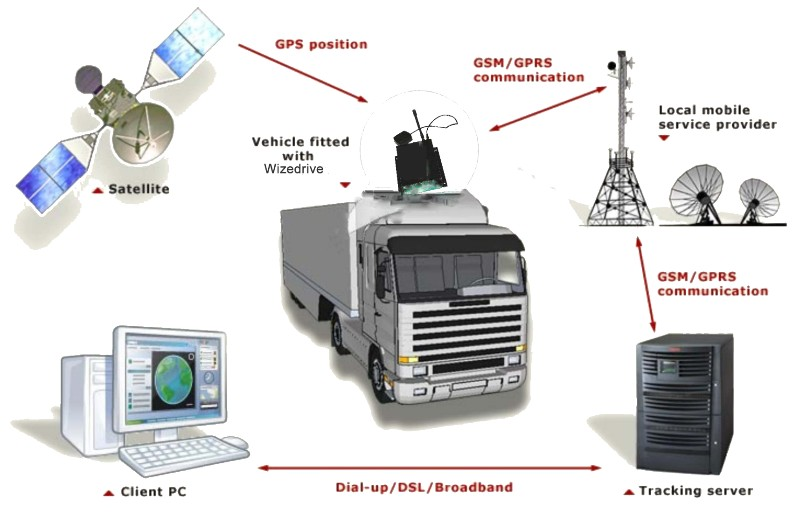 GPS position
GSM/GPRS
communication
Local mobile
service provider
Vehicle fitted
with Wizedrive
Satellite
GSM/GPRS
communication
Client PC
Dial-up/DSL/Broadband
Tracking server